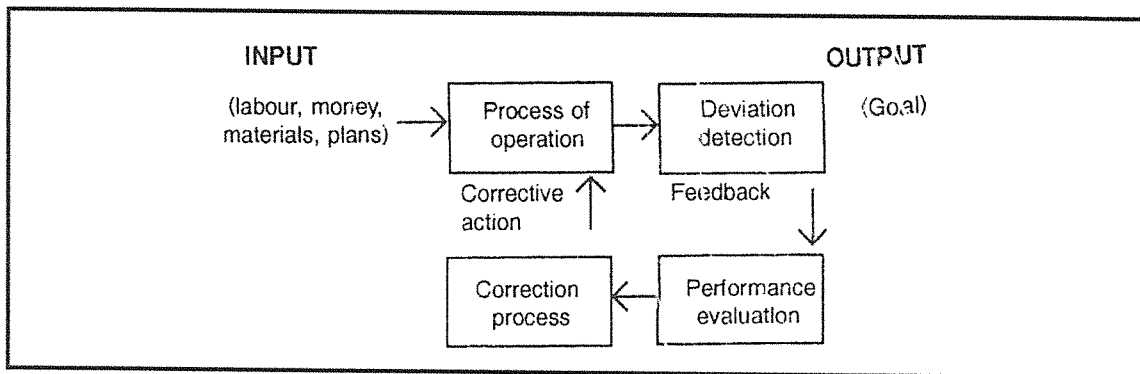 INPUT
OUTPUT
(labour, money,
materials, plans)
Process of
operation
Deviation
detection
(Goal)
Corrective
action
Feedback
Correction
process
Performance
evaluation